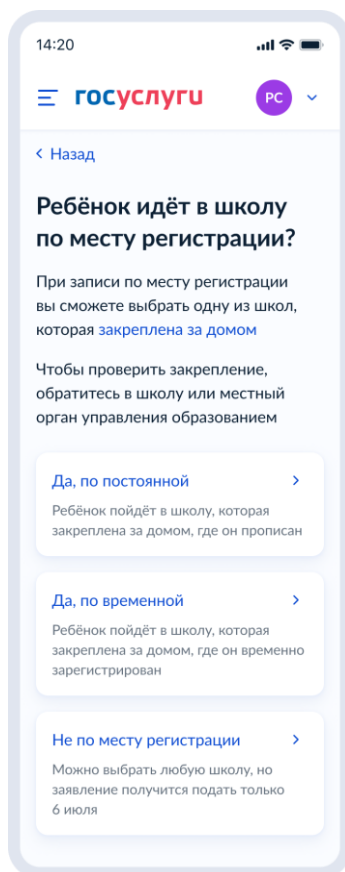 14:20
госуслуги
РС
Назад
Ребёнок идёт в школу
по месту регистрации?
При записи по месту регистрации
вы сможете выбрать одну из школ,
которая закреплена за домом
Чтобы проверить закрепление,
обратитесь в школу или местный
орган управления образованием
Да, по постоянной
Ребёнок пойдёт в школу, которая
закреплена за домом, где он прописан
Да, по временной
Ребёнок пойдёт в школу, которая
закреплена за домом, где он временно
зарегистрирован
Не по месту регистрации
Можно выбрать любую школу, но
заявление получится подать только
6 июля